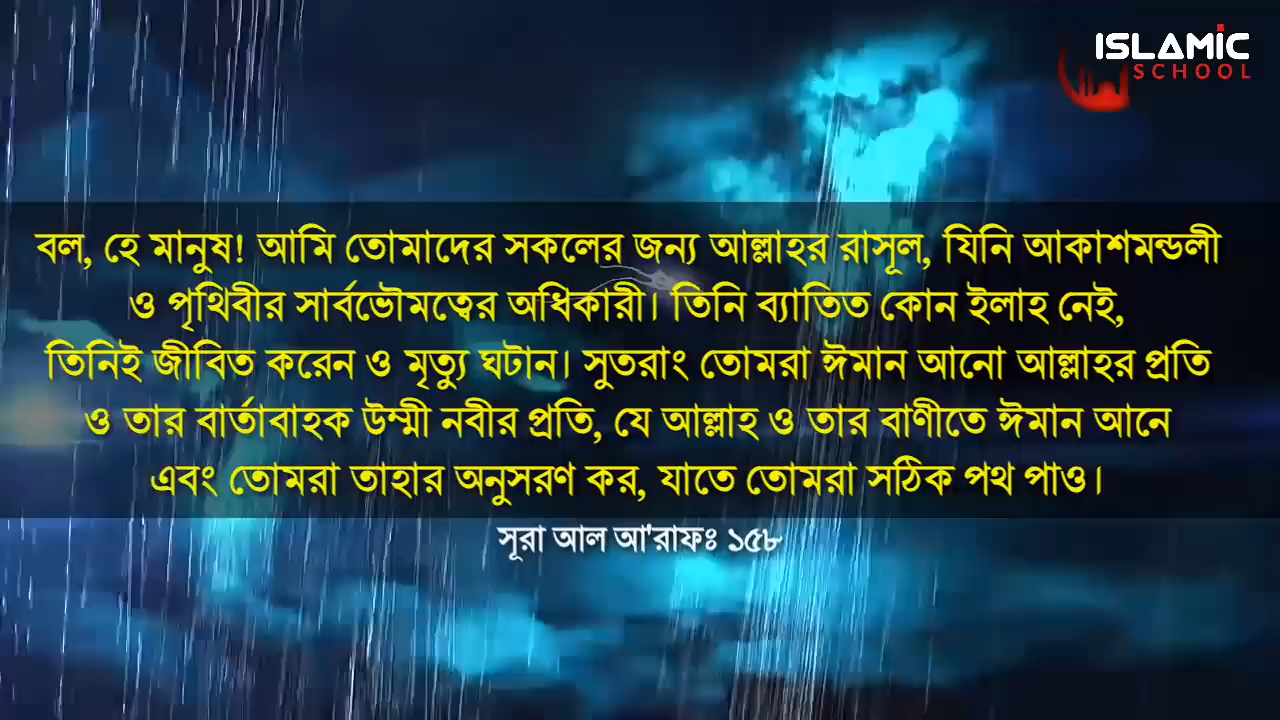 ISLAMIC
SCHOOL
বল, হে মানুষ! আমি তোমাদের সকলের জন্য আল্লাহর রাসূল, যিনি আকাশমন্ডলী
ও পৃথিবীর সার্বভৌমত্বের অধিকারী। তিনি ব্যাতিত কোন ইলাহ নেই,
তিনিই জীবিত করেন ও মৃত্যু ঘটান। সুতরাং তোমরা ঈমান আনো আল্লাহর প্রতি
ও তার বার্তাবাহক উম্মী নবীর প্রতি, যে আল্লাহ ও তার বাণীতে ঈমান আনে
এবং তোমরা তাহার অনুসরণ কর, যাতে তোমরা সঠিক পথ পাও।
সূরা আল আ'রাফঃ ১৫৮